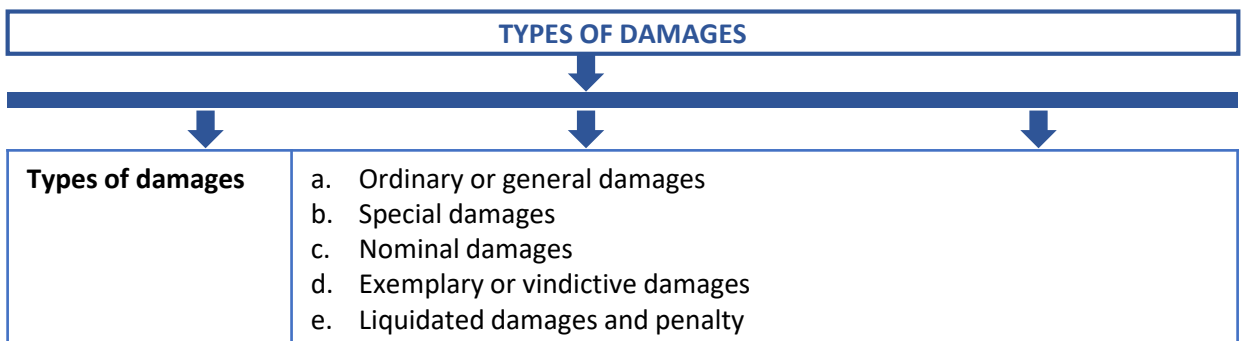 TYPES OF DAMAGES
Types of damages
a. Ordinary or general damages
b. Special damages
c. Nominal damages
d. Exemplary or vindictive damages
e. Liquidated damages and penalty